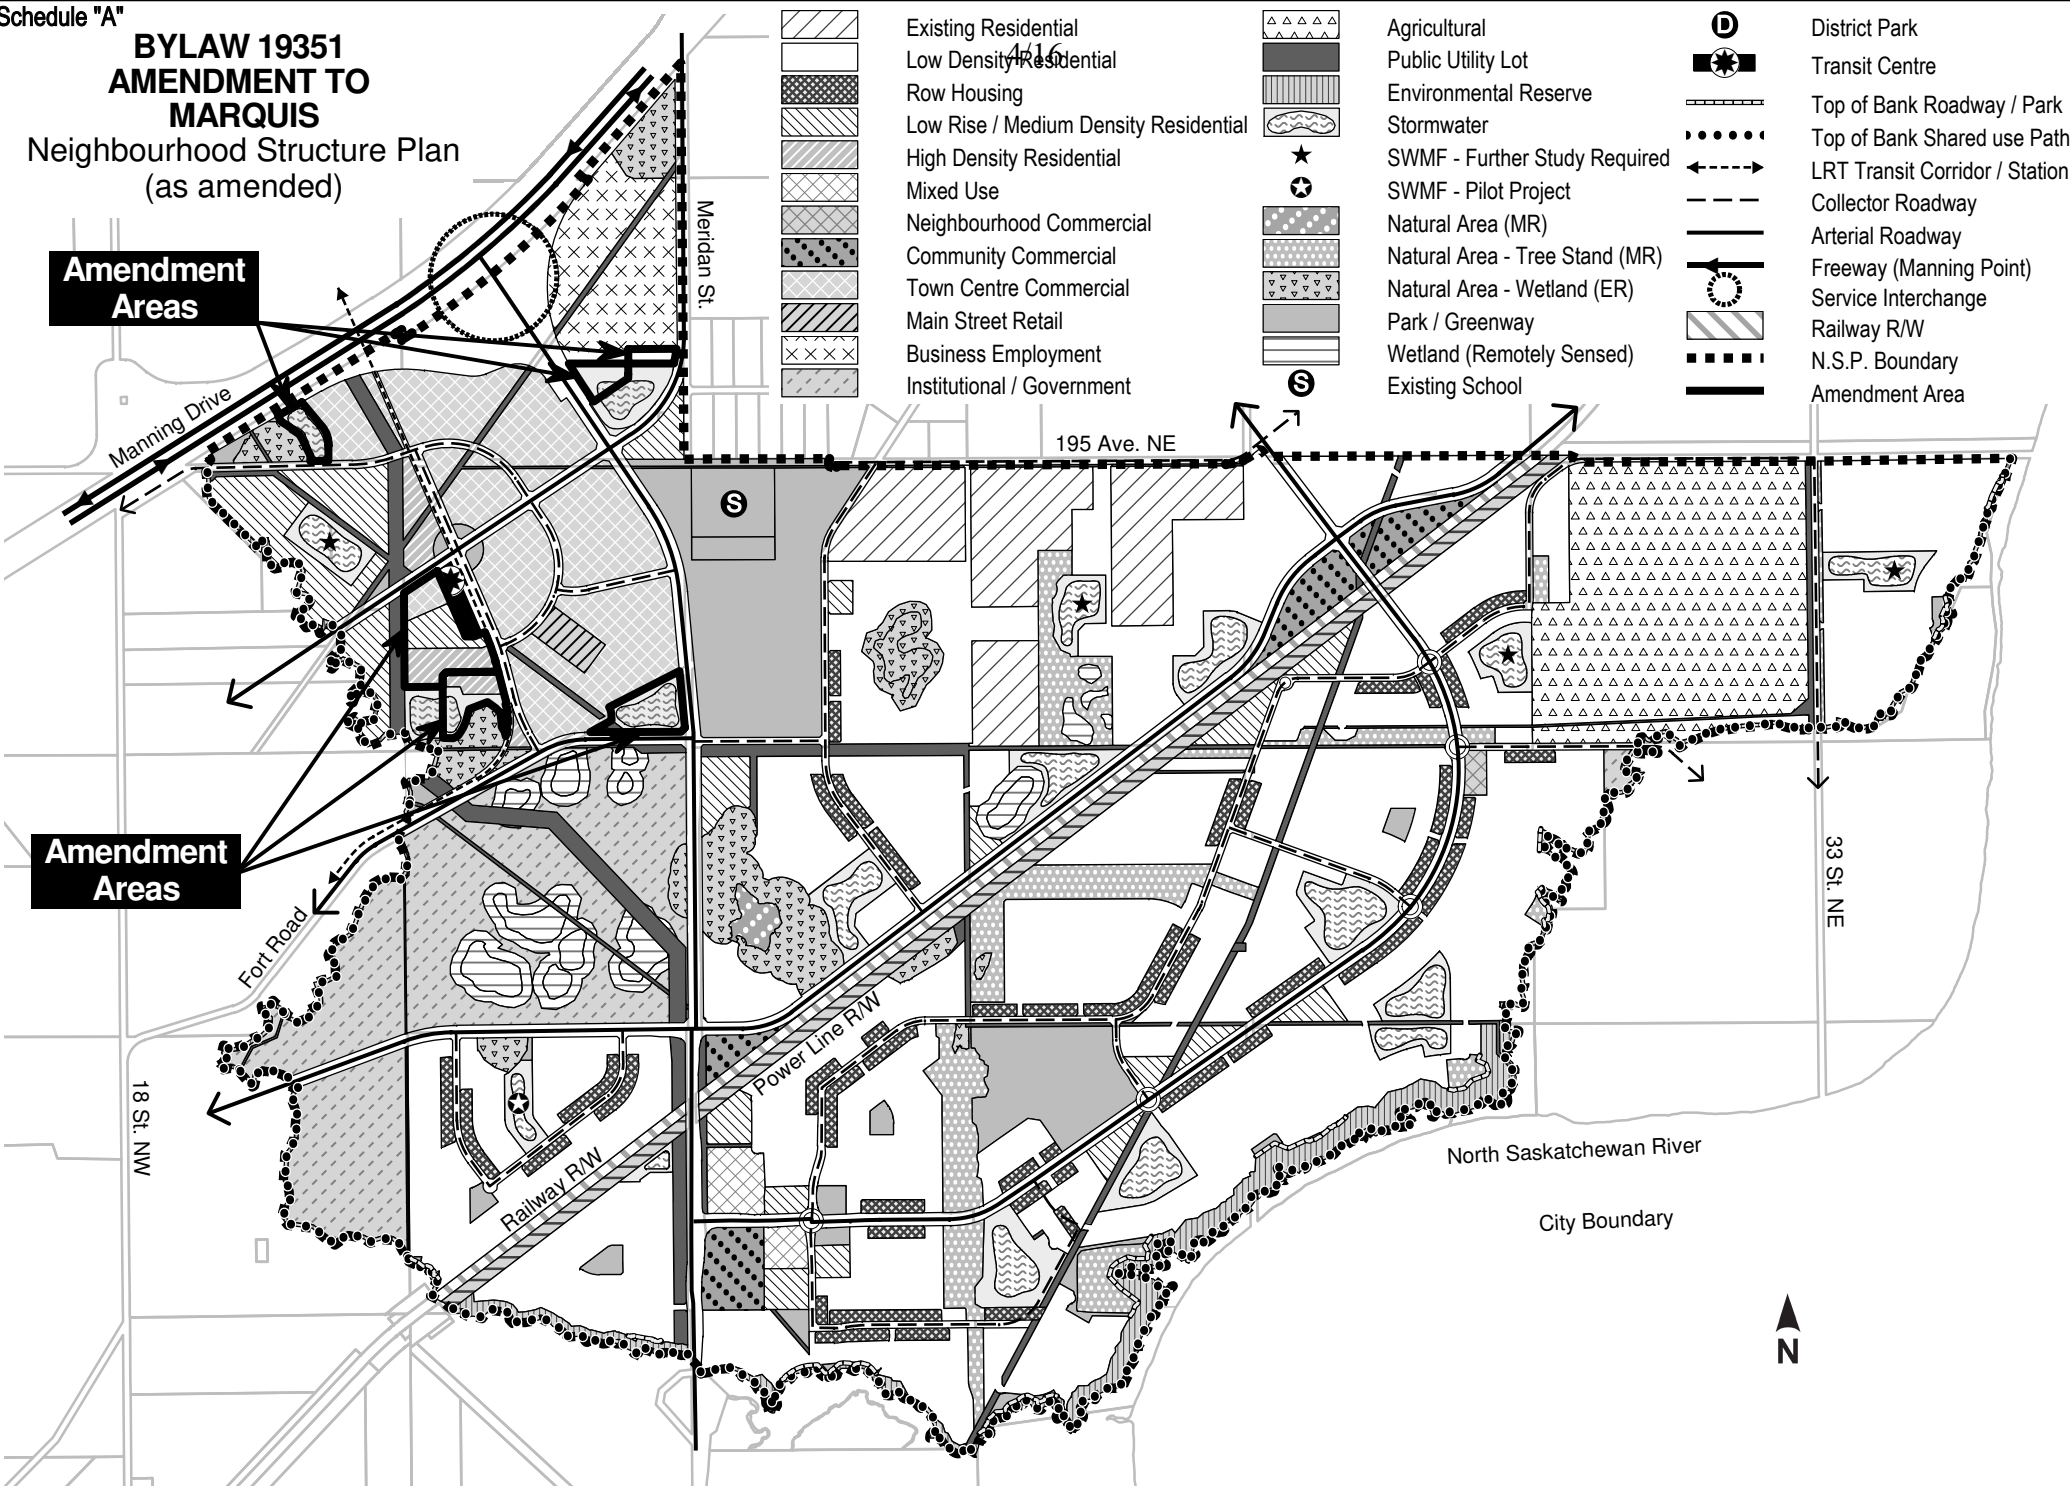 Schedule "A"
BYLAW 19351
AMENDMENT TO
MARQUIS
Neighbourhood Structure Plan
(as amended)
4/16
Existing Residential
Low Density Residential
Row Housing
Low Rise / Medium Density Residential
High Density Residential
Mixed Use
Neighbourhood Commercial
Community Commercial
Town Centre Commercial
Main Street Retail
Business Employment
Institutional / Government
Agricultural
Public Utility Lot
Environmental Reserve
Stormwater
SWMF - Further Study Required
SWMF - Pilot Project
Natural Area (MR)
Natural Area - Tree Stand (MR)
Natural Area - Wetland (ER)
Park / Greenway
Wetland (Remotely Sensed)
S
Existing School
D
District Park
Transit Centre
Top of Bank Roadway / Park
Top of Bank Shared use Path
LRT Transit Corridor / Station
Collector Roadway
Arterial Roadway
Freeway (Manning Point)
Service Interchange
Railway R/W
N.S.P. Boundary
Amendment Area
Amendment
Areas
Meridan St.
Manning Drive
195 Ave. NE
S
Amendment
Areas
Fort Road
33 St. NE
18 St. NW
Power Line R/W
Railway R/W
North Saskatchewan River
City Boundary
N